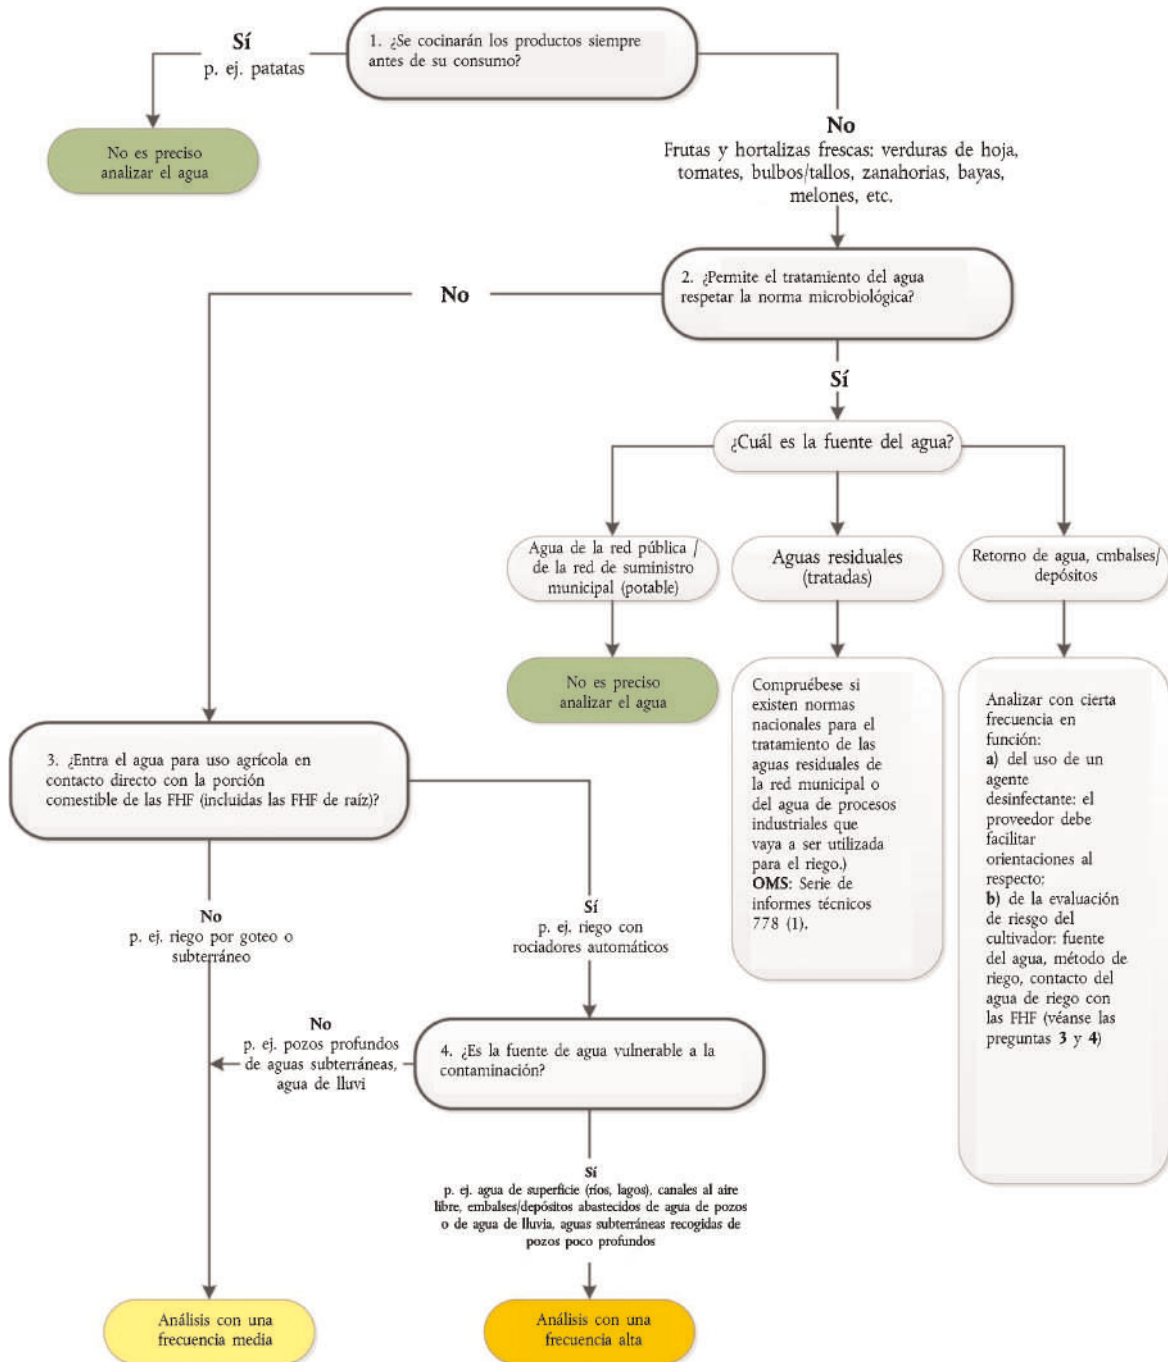 Sí
p. ej. patatas
1. ¿Se cocinarán los productos siempre
antes de su consumo?
No es preciso
analizar el agua
No
Frutas y hortalizas frescas: verduras de hoja,
tomates, bulbos/tallos, zanahorias, bayas,
melones, etc.
2. ¿Permite el tratamiento del agua
respetar la norma microbiológica?
No
Sí
¿Cuál es la fuente del agua?
Agua de la red pública /
de la red de suministro
municipal (potable)
Aguas residuales
(tratadas)
Retorno de agua, cmbalses/
depósitos
No es preciso
analizar el agua
Compruébese si
existen normas
nacionales para el
tratamiento de las
aguas residuales de
la red municipal o
del agua de procesos
industriales que
vaya a ser utilizada
para el riego.)
OMS: Serie de
informes técnicos
778 (1).
Analizar con cierta
frecuencia en
función:
a) del uso de un
agente
desinfectante: el
proveedor debe
facilitar
orientaciones al
respecto;
b) de la evaluación
de riesgo del
cultivador: fuente
del agua, método de
riego, contacto del
agua de riego con
las FHF (véanse las
preguntas 3 y 4)
3. ¿Entra el agua para uso agrícola en
contacto directo con la porción
comestible de las FHF (incluidas las FHF de raíz)?
No
p. ej. riego por goteo o
subterráneo
Sí
p. ej. riego con
rociadores automáticos
No
p. ej. pozos profundos
de aguas subterráneas,
agua de lluvi
4. ¿Es la fuente de agua vulnerable a la
contaminación?
Sí
p. ej. agua de superficie (ríos, lagos), canales al aire
libre, embalses/depósitos abastecidos de agua de pozos
o de agua de lluvia, aguas subterráneas recogidas de
pozos poco profundos
Análisis con una
frecuencia media
Análisis con una
frecuencia alta